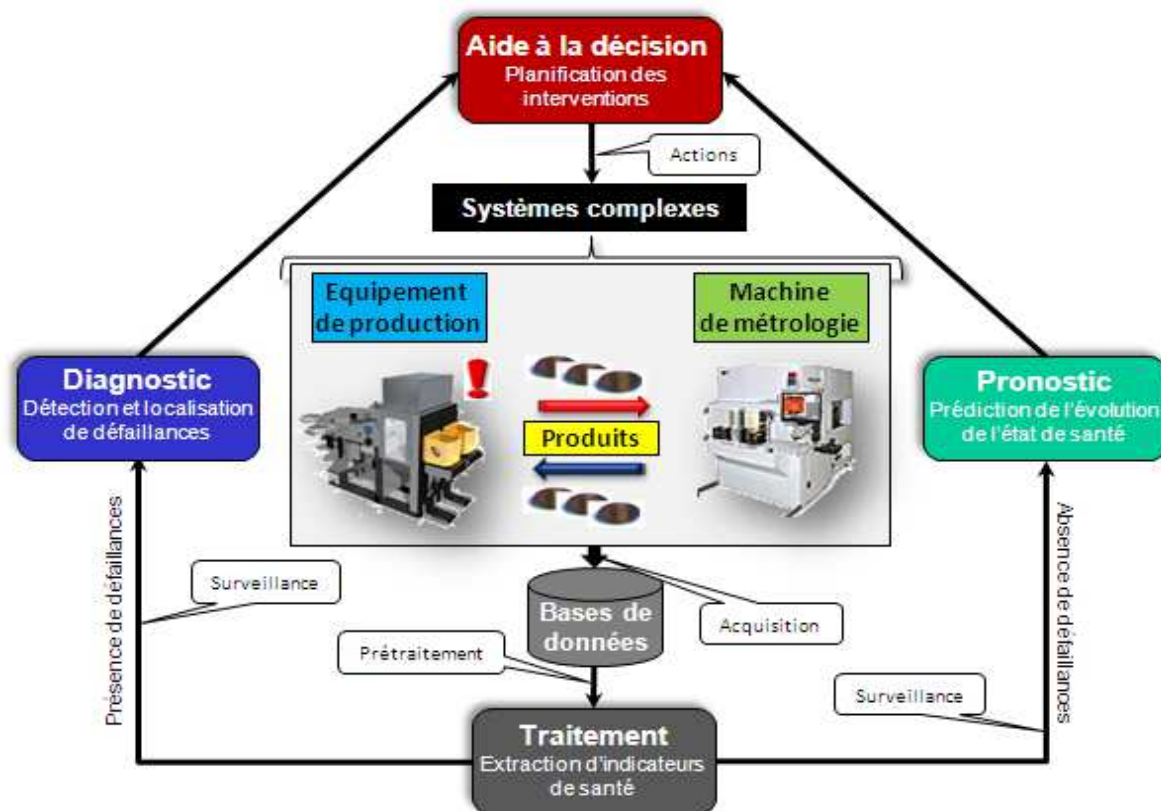 Aide à la décision
Planification des
interventions
Actions
Systèmes complexes
Equipement
de production
Machine
de métrologie
Produits
Diagnostic
Détection et localisation
de défaillances
Pronostic
Prédiction de l'évolution
de l'état de santé
Présence de défaillances
Surveillance
Bases de
données
Acquisition
Prétraitement
Absence de défaillances
Surveillance
Traitement
Extraction d'indicateurs
de santé